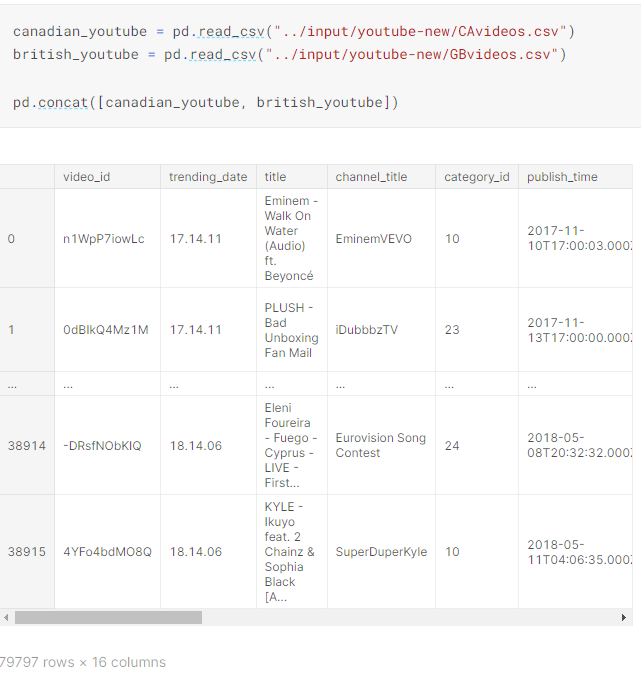 canadian_youtube = pd.read_csv("../input/youtube-new/CAvideos.csv")
british_youtube = pd.read_csv("../input/youtube-new/GBvideos.csv")
pd.concat([canadian_youtube, british_youtube])
video_id trending_date title channel_title category_id publish_time
0 n1WpP7iowLc 17.14.11 Eminem - Walk On Water (Audio) ft. Beyoncé EminemVEVO 10 2017-11-10T17:00:03.000Z
1 0dBIkQ4Mz1M 17.14.11 PLUSH - Bad Unboxing Fan Mail iDubbbzTV 23 2017-11-13T17:00:00.000Z
... ... ... ... ... ... ...
38914 -DRsfNObKIQ 18.14.06 Eleni Foureira - Fuego - Cyprus - LIVE - First... Eurovision Song Contest 24 2018-05-08T20:32:32.000Z
38915 4YFo4bdMO8Q 18.14.06 KYLE - Ikuyo feat. 2 Chainz & Sophia Black [A... SuperDuperKyle 10 2018-05-11T04:06:35.000Z
79797 rows × 16 columns